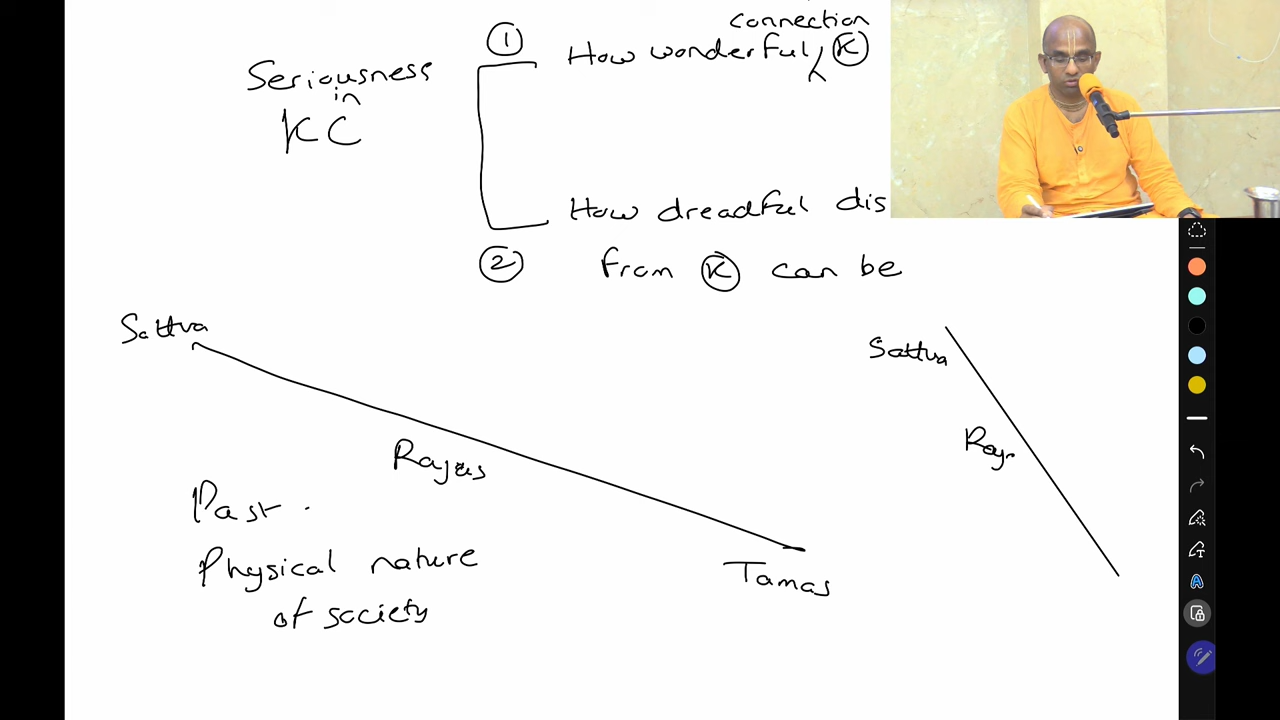 connection
① How wonderful, Ⓚ
Seriousness
in
KC
How dreadful dis
② from Ⓚ can be
Sattva
Sattva
Rajas
Raj
Past
Physical nature
of society
Tamas